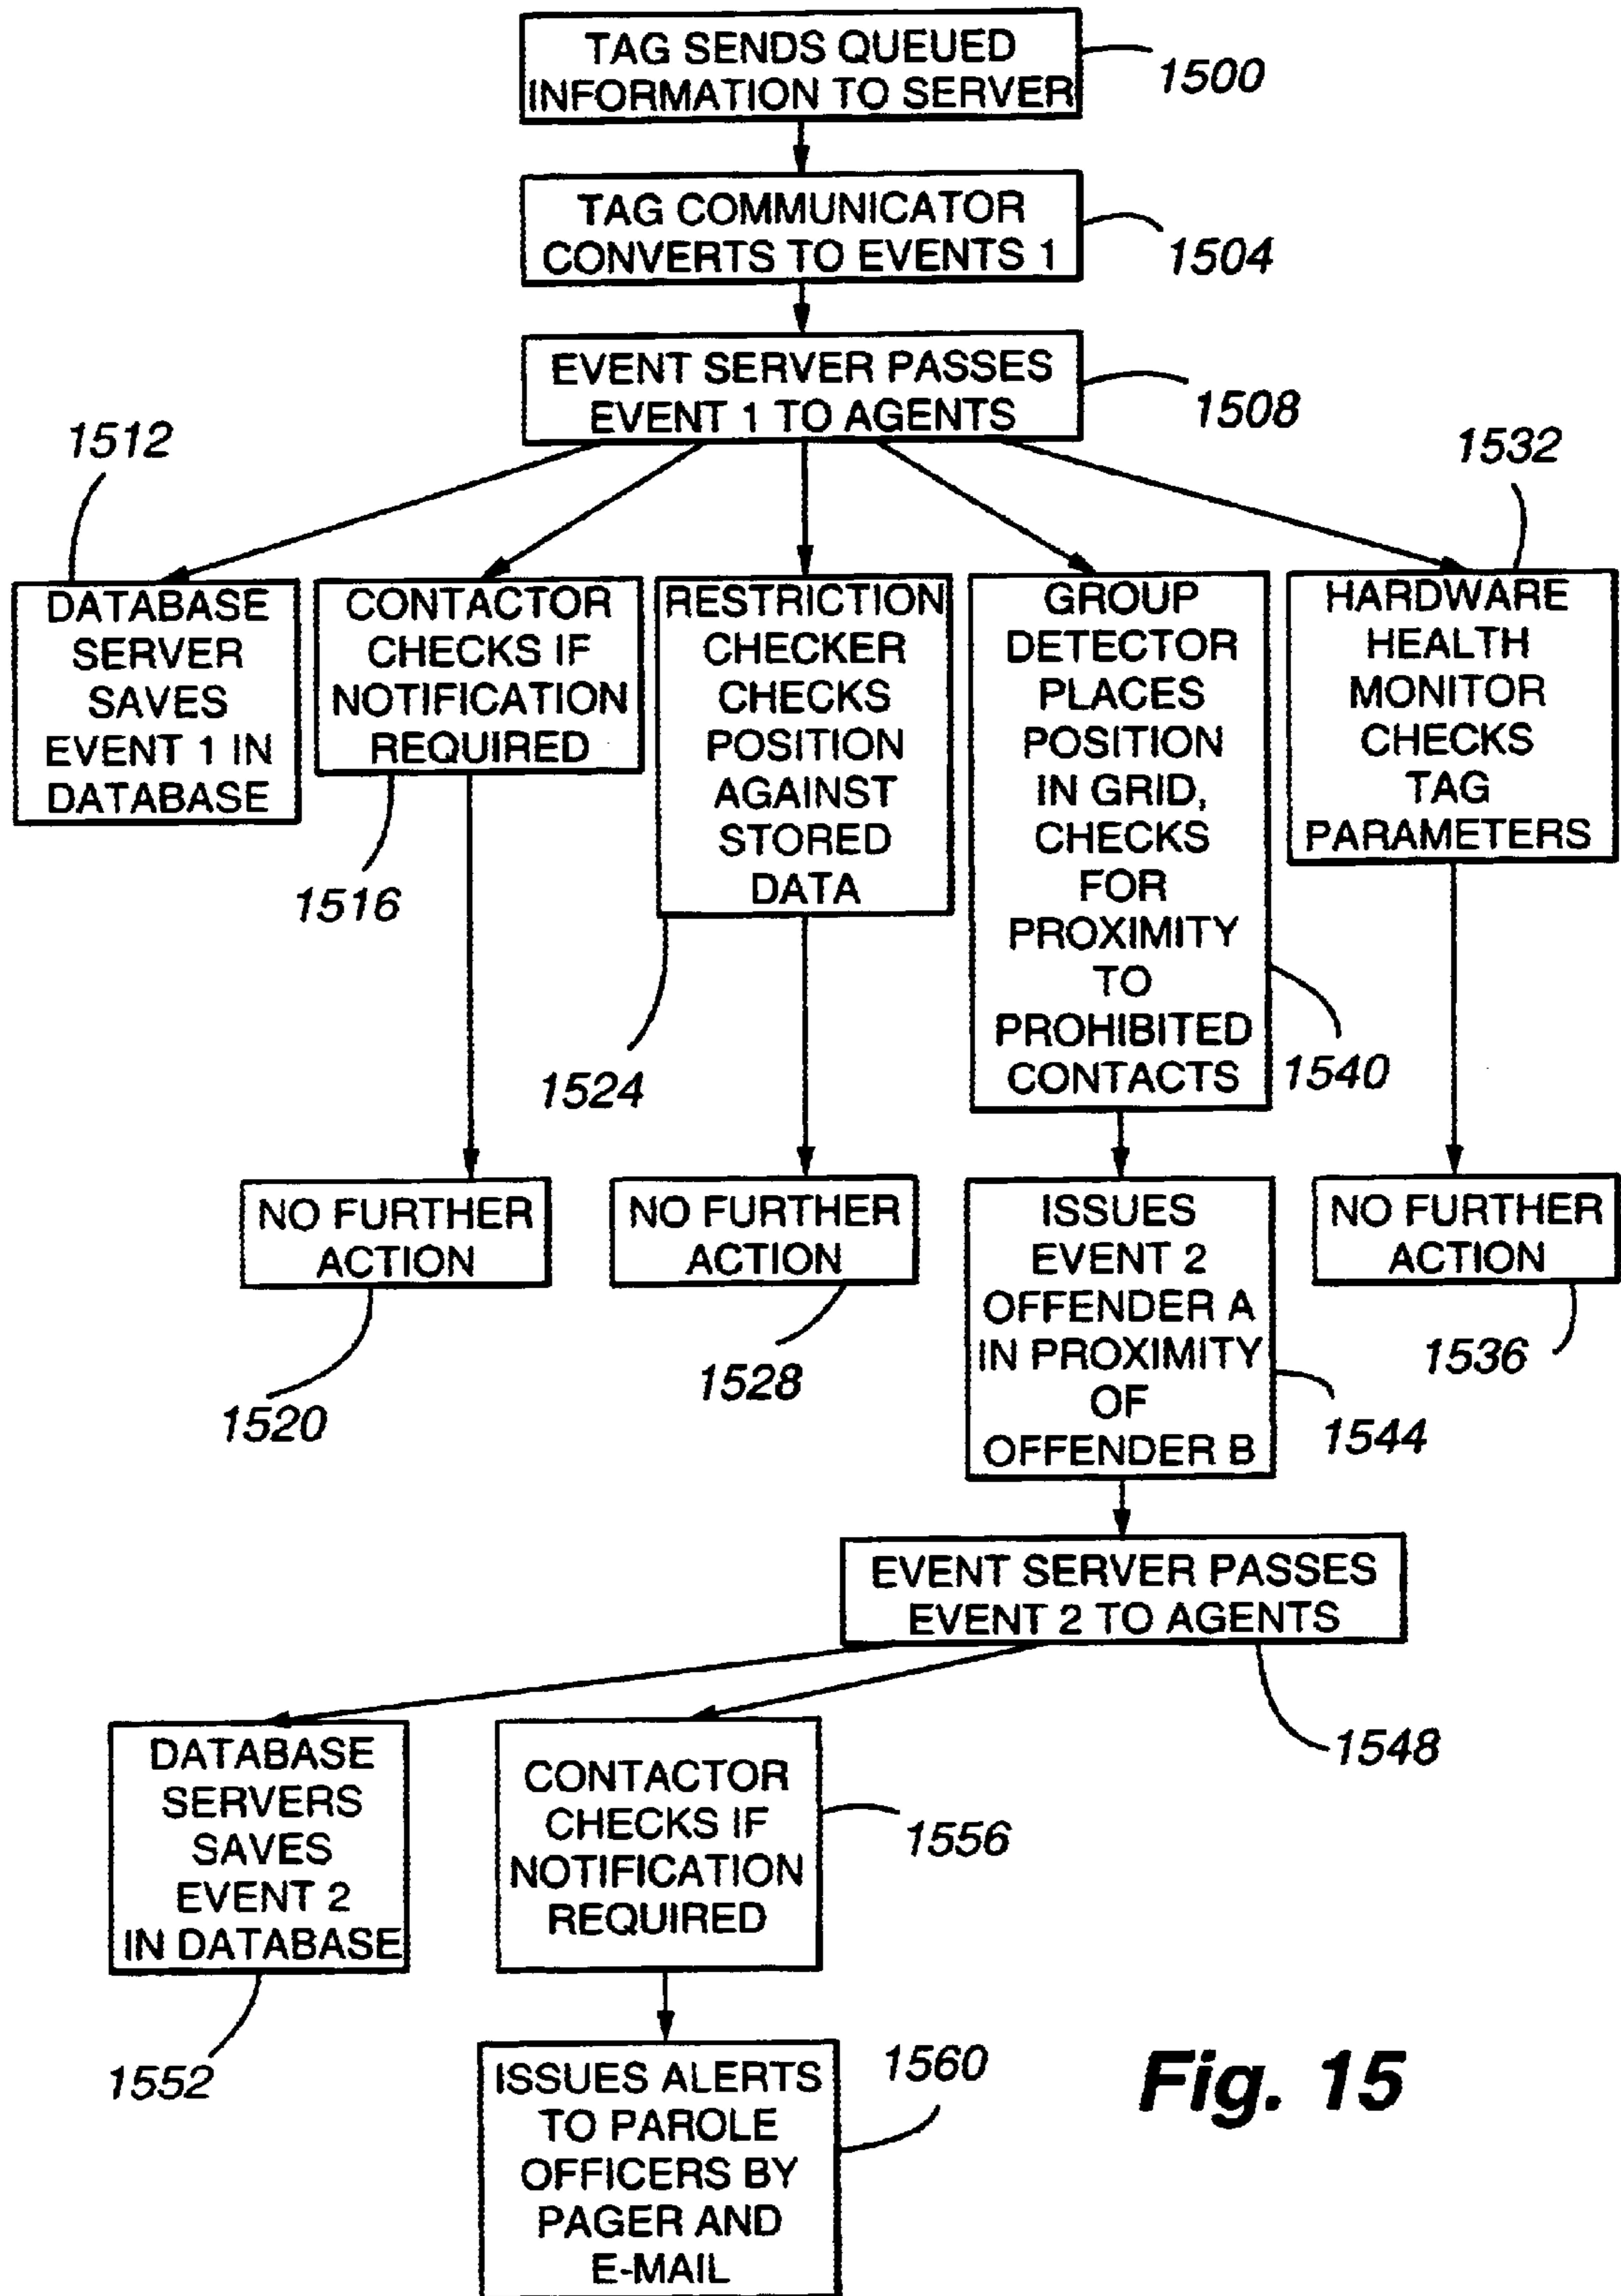 TAG SENDS QUEUED
INFORMATION TO SERVER
1500
TAG COMMUNICATOR
CONVERTS TO EVENTS 1
1504
EVENT SERVER PASSES
EVENT 1 TO AGENTS
1508
1512
1532
DATABASE
SERVER
SAVES
EVENT 1 IN
DATABASE
CONTACTOR
CHECKS IF
NOTIFICATION
REQUIRED
1516
RESTRICTION
CHECKER
CHECKS
POSITION
AGAINST
STORED
DATA
1524
GROUP
DETECTOR
PLACES
POSITION
IN GRID,
CHECKS
FOR
PROXIMITY
TO
PROHIBITED
CONTACTS
1540
HARDWARE
HEALTH
MONITOR
CHECKS
TAG
PARAMETERS
NO FURTHER
ACTION
1520
NO FURTHER
ACTION
1528
ISSUES
EVENT 2
OFFENDER A
IN PROXIMITY
OF
OFFENDER B
1544
NO FURTHER
ACTION
1536
EVENT SERVER PASSES
EVENT 2 TO AGENTS
1548
DATABASE
SERVERS
SAVES
EVENT 2
IN DATABASE
1552
CONTACTOR
CHECKS IF
NOTIFICATION
REQUIRED
1556
ISSUES ALERTS
TO PAROLE
OFFICERS BY
PAGER AND
E-MAIL
1560
Fig. 15